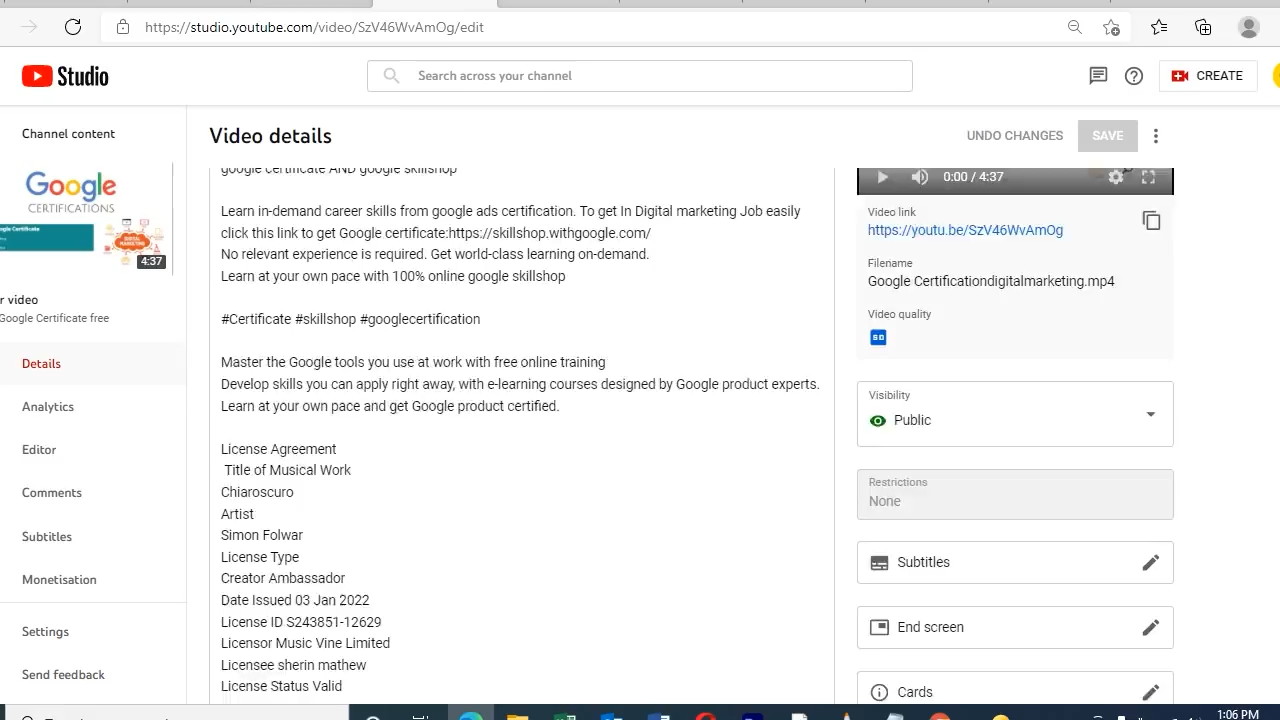 https://studio.youtube.com/video/SzV46WvAmOg/edit
Studio
Search across your channel
CREATE
Channel content
Video details
UNDO CHANGES
SAVE
Google
CERTIFICATIONS
4:37
r video
Google Certificate free
Details
Analytics
Editor
Comments
Subtitles
Monetisation
Settings
Send feedback
google certificate AND google skillshop
Learn in-demand career skills from google ads certification. To get In Digital marketing Job easily
click this link to get Google certificate:https://skillshop.withgoogle.com/
No relevant experience is required. Get world-class learning on-demand.
Learn at your own pace with 100% online google skillshop
#Certificate #skillshop #googlecertification
Master the Google tools you use at work with free online training
Develop skills you can apply right away, with e-learning courses designed by Google product experts.
Learn at your own pace and get Google product certified.
License Agreement
Title of Musical Work
Chiaroscuro
Artist
Simon Folwar
License Type
Creator Ambassador
Date Issued 03 Jan 2022
License ID S243851-12629
Licensor Music Vine Limited
Licensee sherin mathew
License Status Valid
0:00 / 4:37
Video link
https://youtu.be/SzV46WvAmOg
Filename
Google Certificationdigitalmarketing.mp4
Video quality
SD
Visibility
Public
Restrictions
None
Subtitles
End screen
Cards
1:06 PM